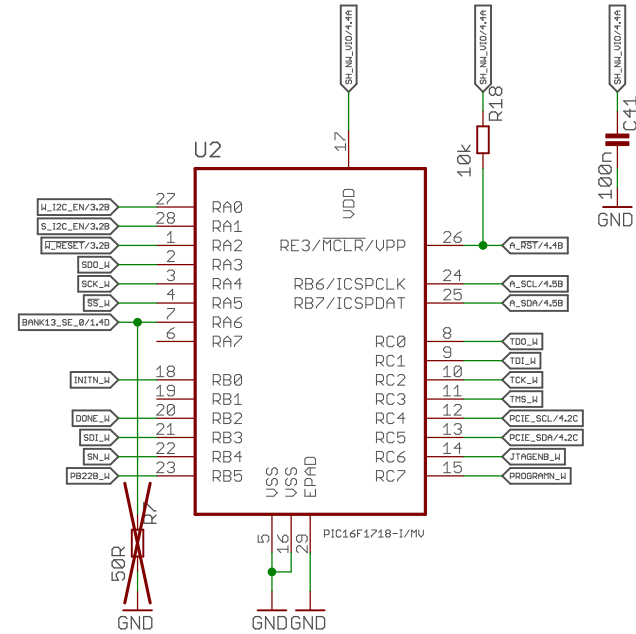 SH_NW_VIO/4.4A
SH_NW_VIO/4.4A
SH_NW_VIO/4.4A
R18
10k
C41
100n
GND
U2
17
VDD
W_I2C_EN/3.2B 27 RA0
S_I2C_EN/3.2B 28 RA1
W_RESET/3.2B 1 RA2
SDO_W 2 RA3
SCK_W 3 RA4
SS_W 4 RA5
BANK13_SE_0/1.4D 7 RA6
6 RA7
INITN_W 18 RB0
19 RB1
DONE_W 20 RB2
SDI_W 21 RB3
SN_W 22 RB4
PB22B_W 23 RB5
RE3/MCLR/VPP 26 A_RST/4.4B
RB6/ICSPCLK 24 A_SCL/4.5B
RB7/ICSPDAT 25 A_SDA/4.5B
RC0 8 TDO_W
RC1 9 TDI_W
RC2 10 TCK_W
RC3 11 TMS_W
RC4 12 PCIE_SCL/4.2C
RC5 13 PCIE_SDA/4.2C
RC6 14 JTAGENB_W
RC7 15 PROGRAMN_W
VSS
VSS
EPAD
5
16
29
PIC16F1718-I/MV
R7
50R
GND
GND
GND